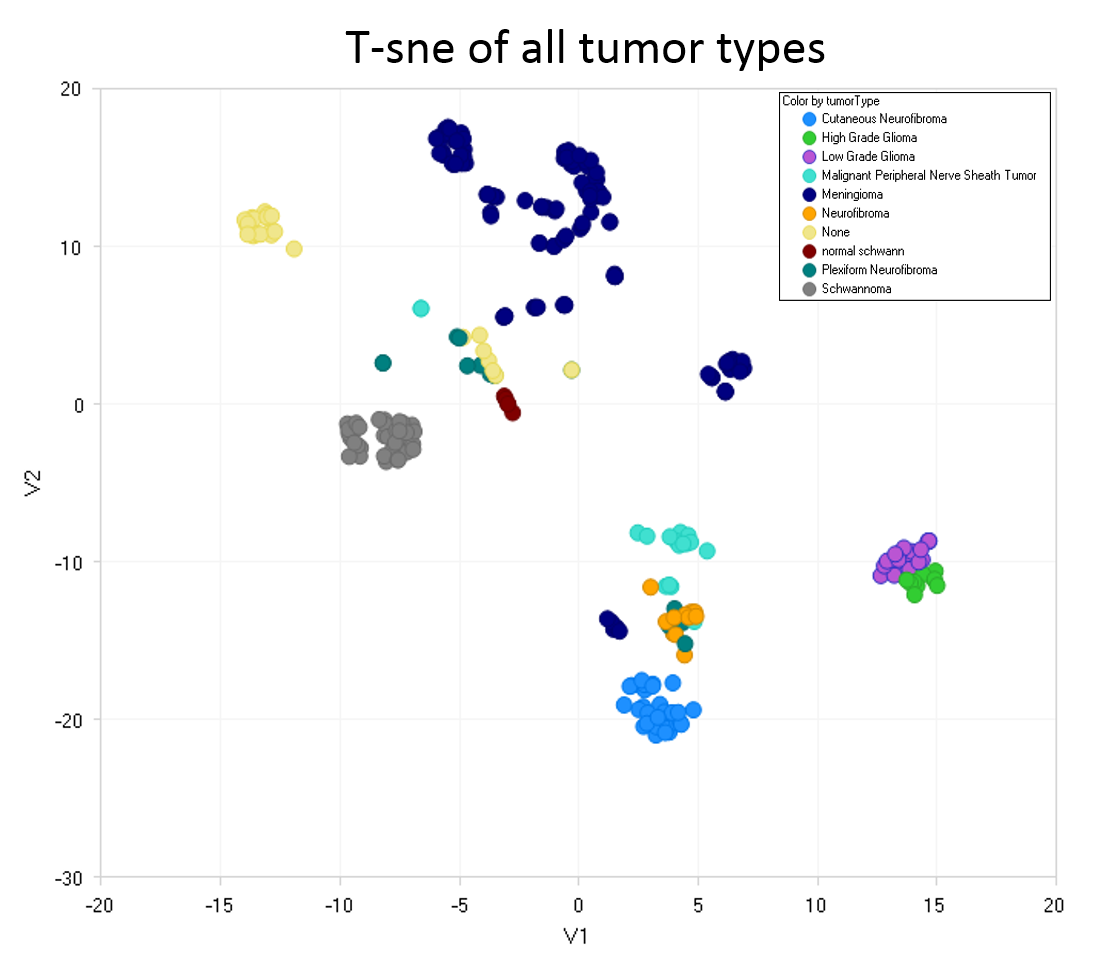 T-sne of all tumor types
Color by tumorType
Cutaneous Neurofibroma
High Grade Glioma
Low Grade Glioma
Malignant Peripheral Nerve Sheath Tumor
Meningioma
Neurofibroma
None
normal schwann
Plexiform Neurofibroma
Schwannoma
20
10
0
-10
-20
-30
V2
-20 -15 -10 -5 0 5 10 15 20
V1